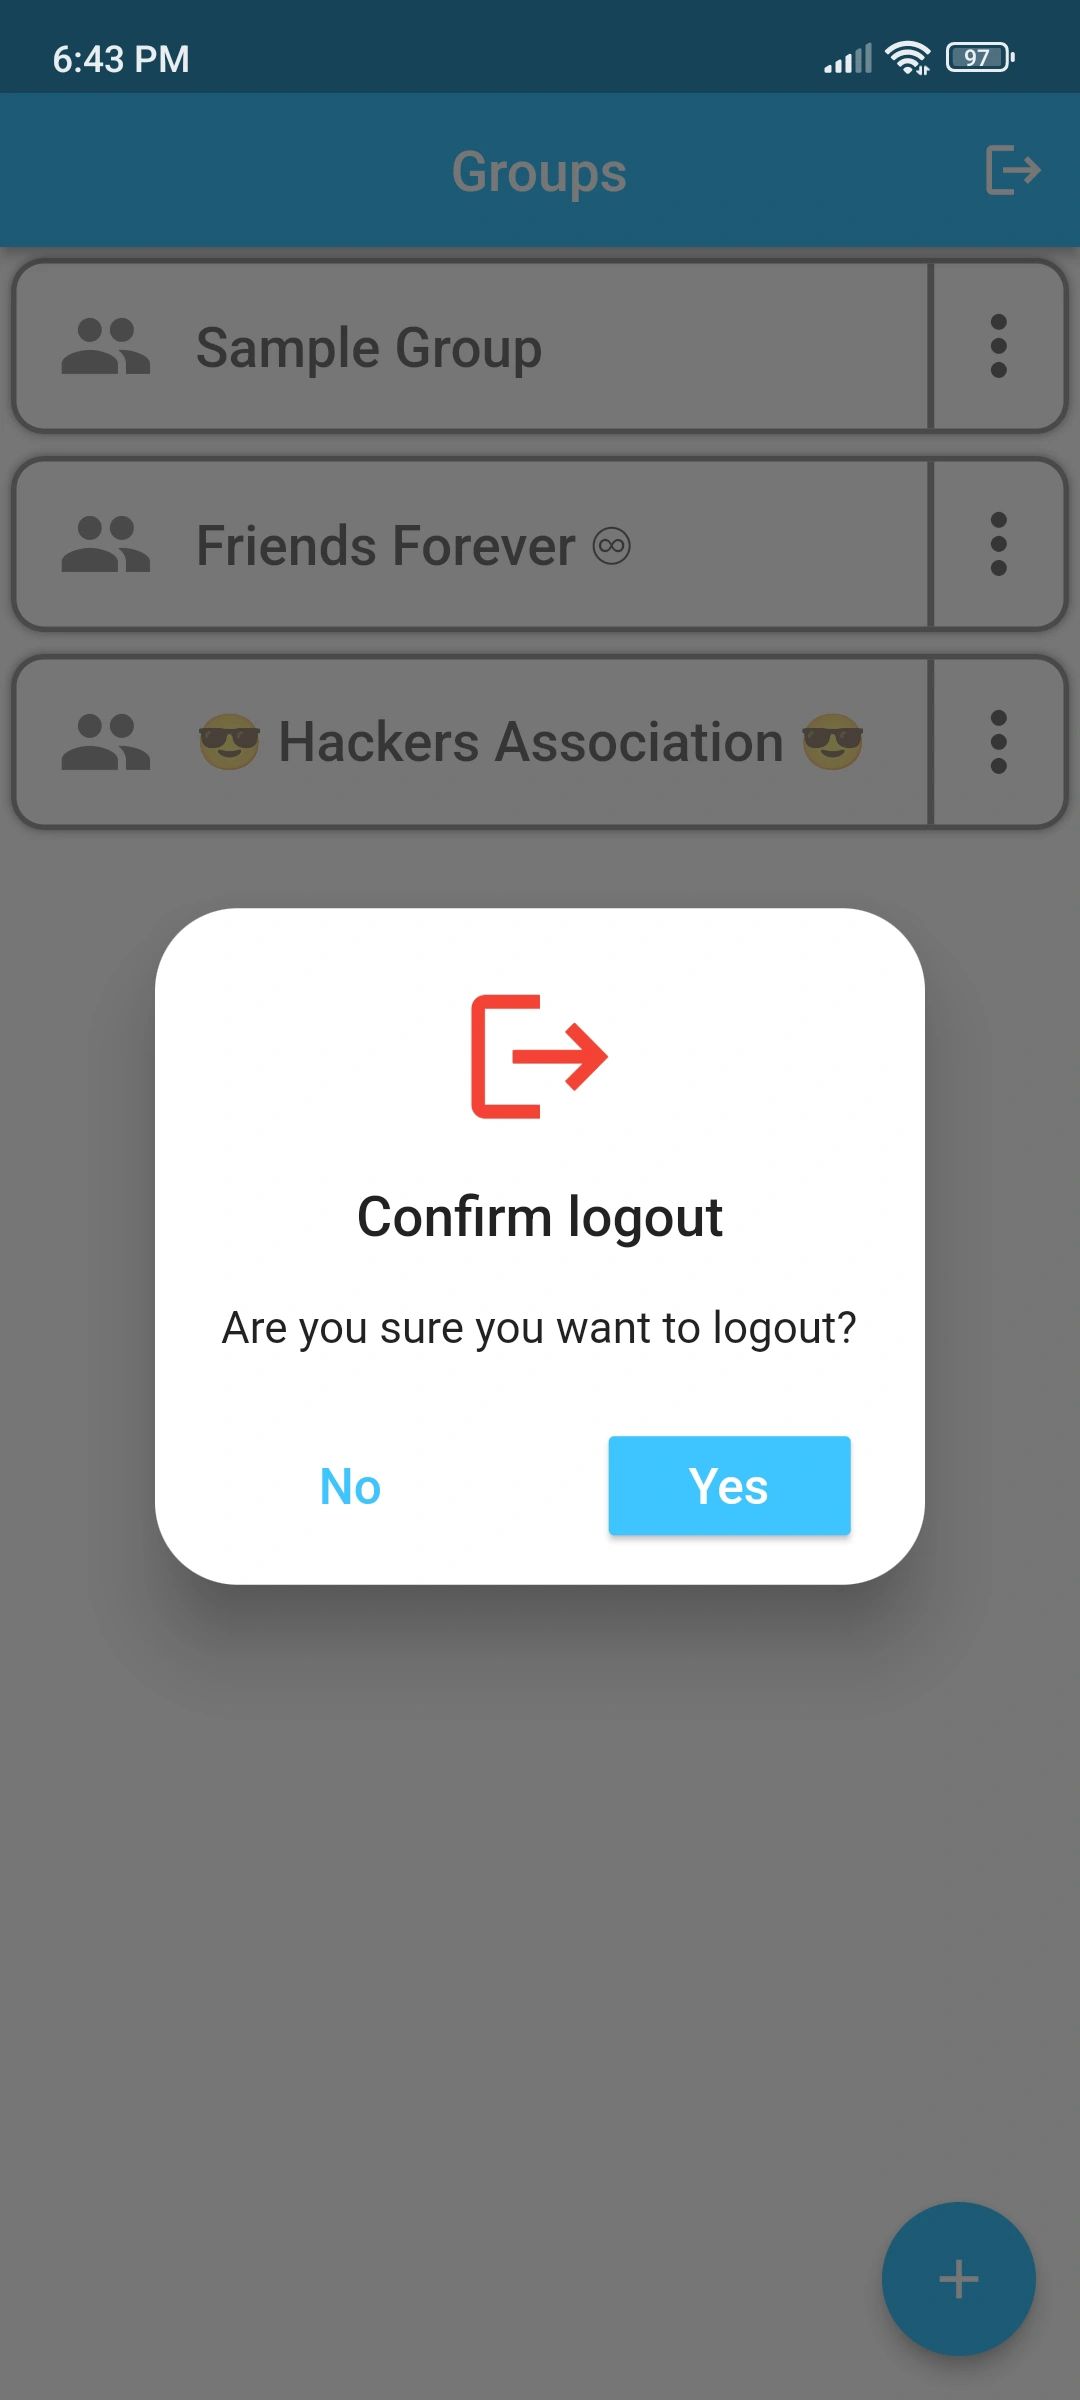 6:43 PM
97
Groups
Sample Group
Friends Forever ♾
😎 Hackers Association 😎
Confirm logout
Are you sure you want to logout?
No
Yes